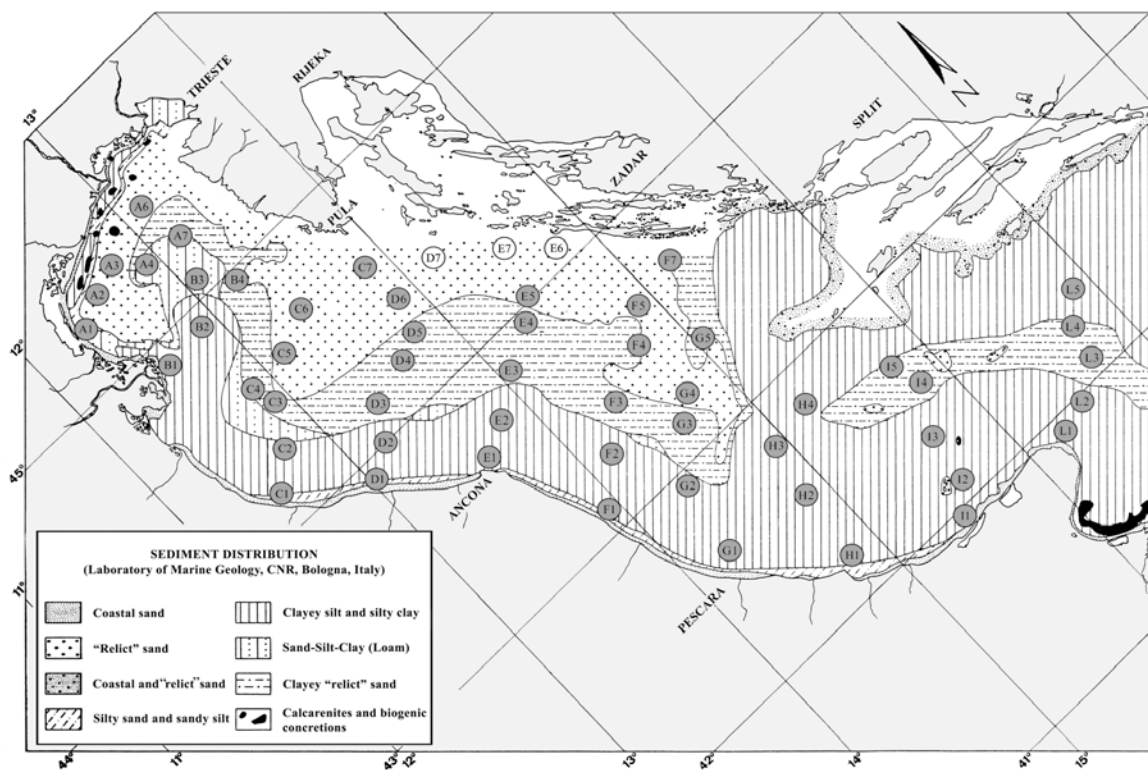 TRIESTE
RIJEKA
ZADAR
SPLIT
N
13°
PULA
A6
A7
A3
A4
B3
B4
A2
A1
B2
B1
C7
D7
E7
E6
F7
C6
D6
E5
F5
L5
C5
D5
E4
F4
G5
L4
C4
C3
D4
E3
G4
I5
I4
L3
D3
F3
G3
H4
L2
C2
D2
E2
F2
H3
I3
L1
C1
D1
E1
G2
H2
I2
F1
I1
G1
H1
ANCONA
PESCARA
12°
45°
11°
SEDIMENT DISTRIBUTION
(Laboratory of Marine Geology, CNR, Bologna, Italy)
Coastal sand
“Relict” sand
Coastal and“relict”sand
Silty sand and sandy silt
Clayey silt and silty clay
Sand-Silt-Clay (Loam)
Clayey “relict” sand
Calcarenites and biogenic
concretions
44° 11° 43° 12° 13° 42° 14° 41° 15°